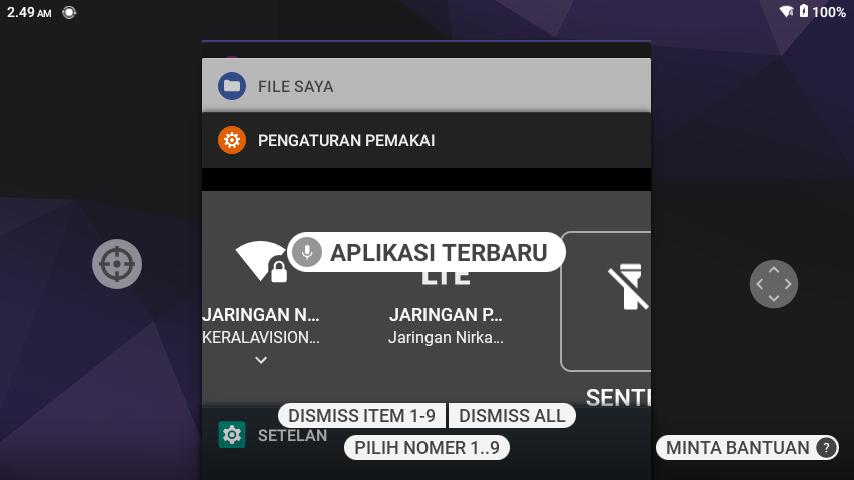 2.49 AM
100%
FILE SAYA
PENGATURAN PEMAKAI
APLIKASI TERBARU
LTE
JARINGAN N...
JARINGAN P...
KERALAVISION...
Jaringan Nirka...
SENTE
DISMISS ITEM 1-9
DISMISS ALL
SETELAN
PILIH NOMER 1..9
MINTA BANTUAN ?